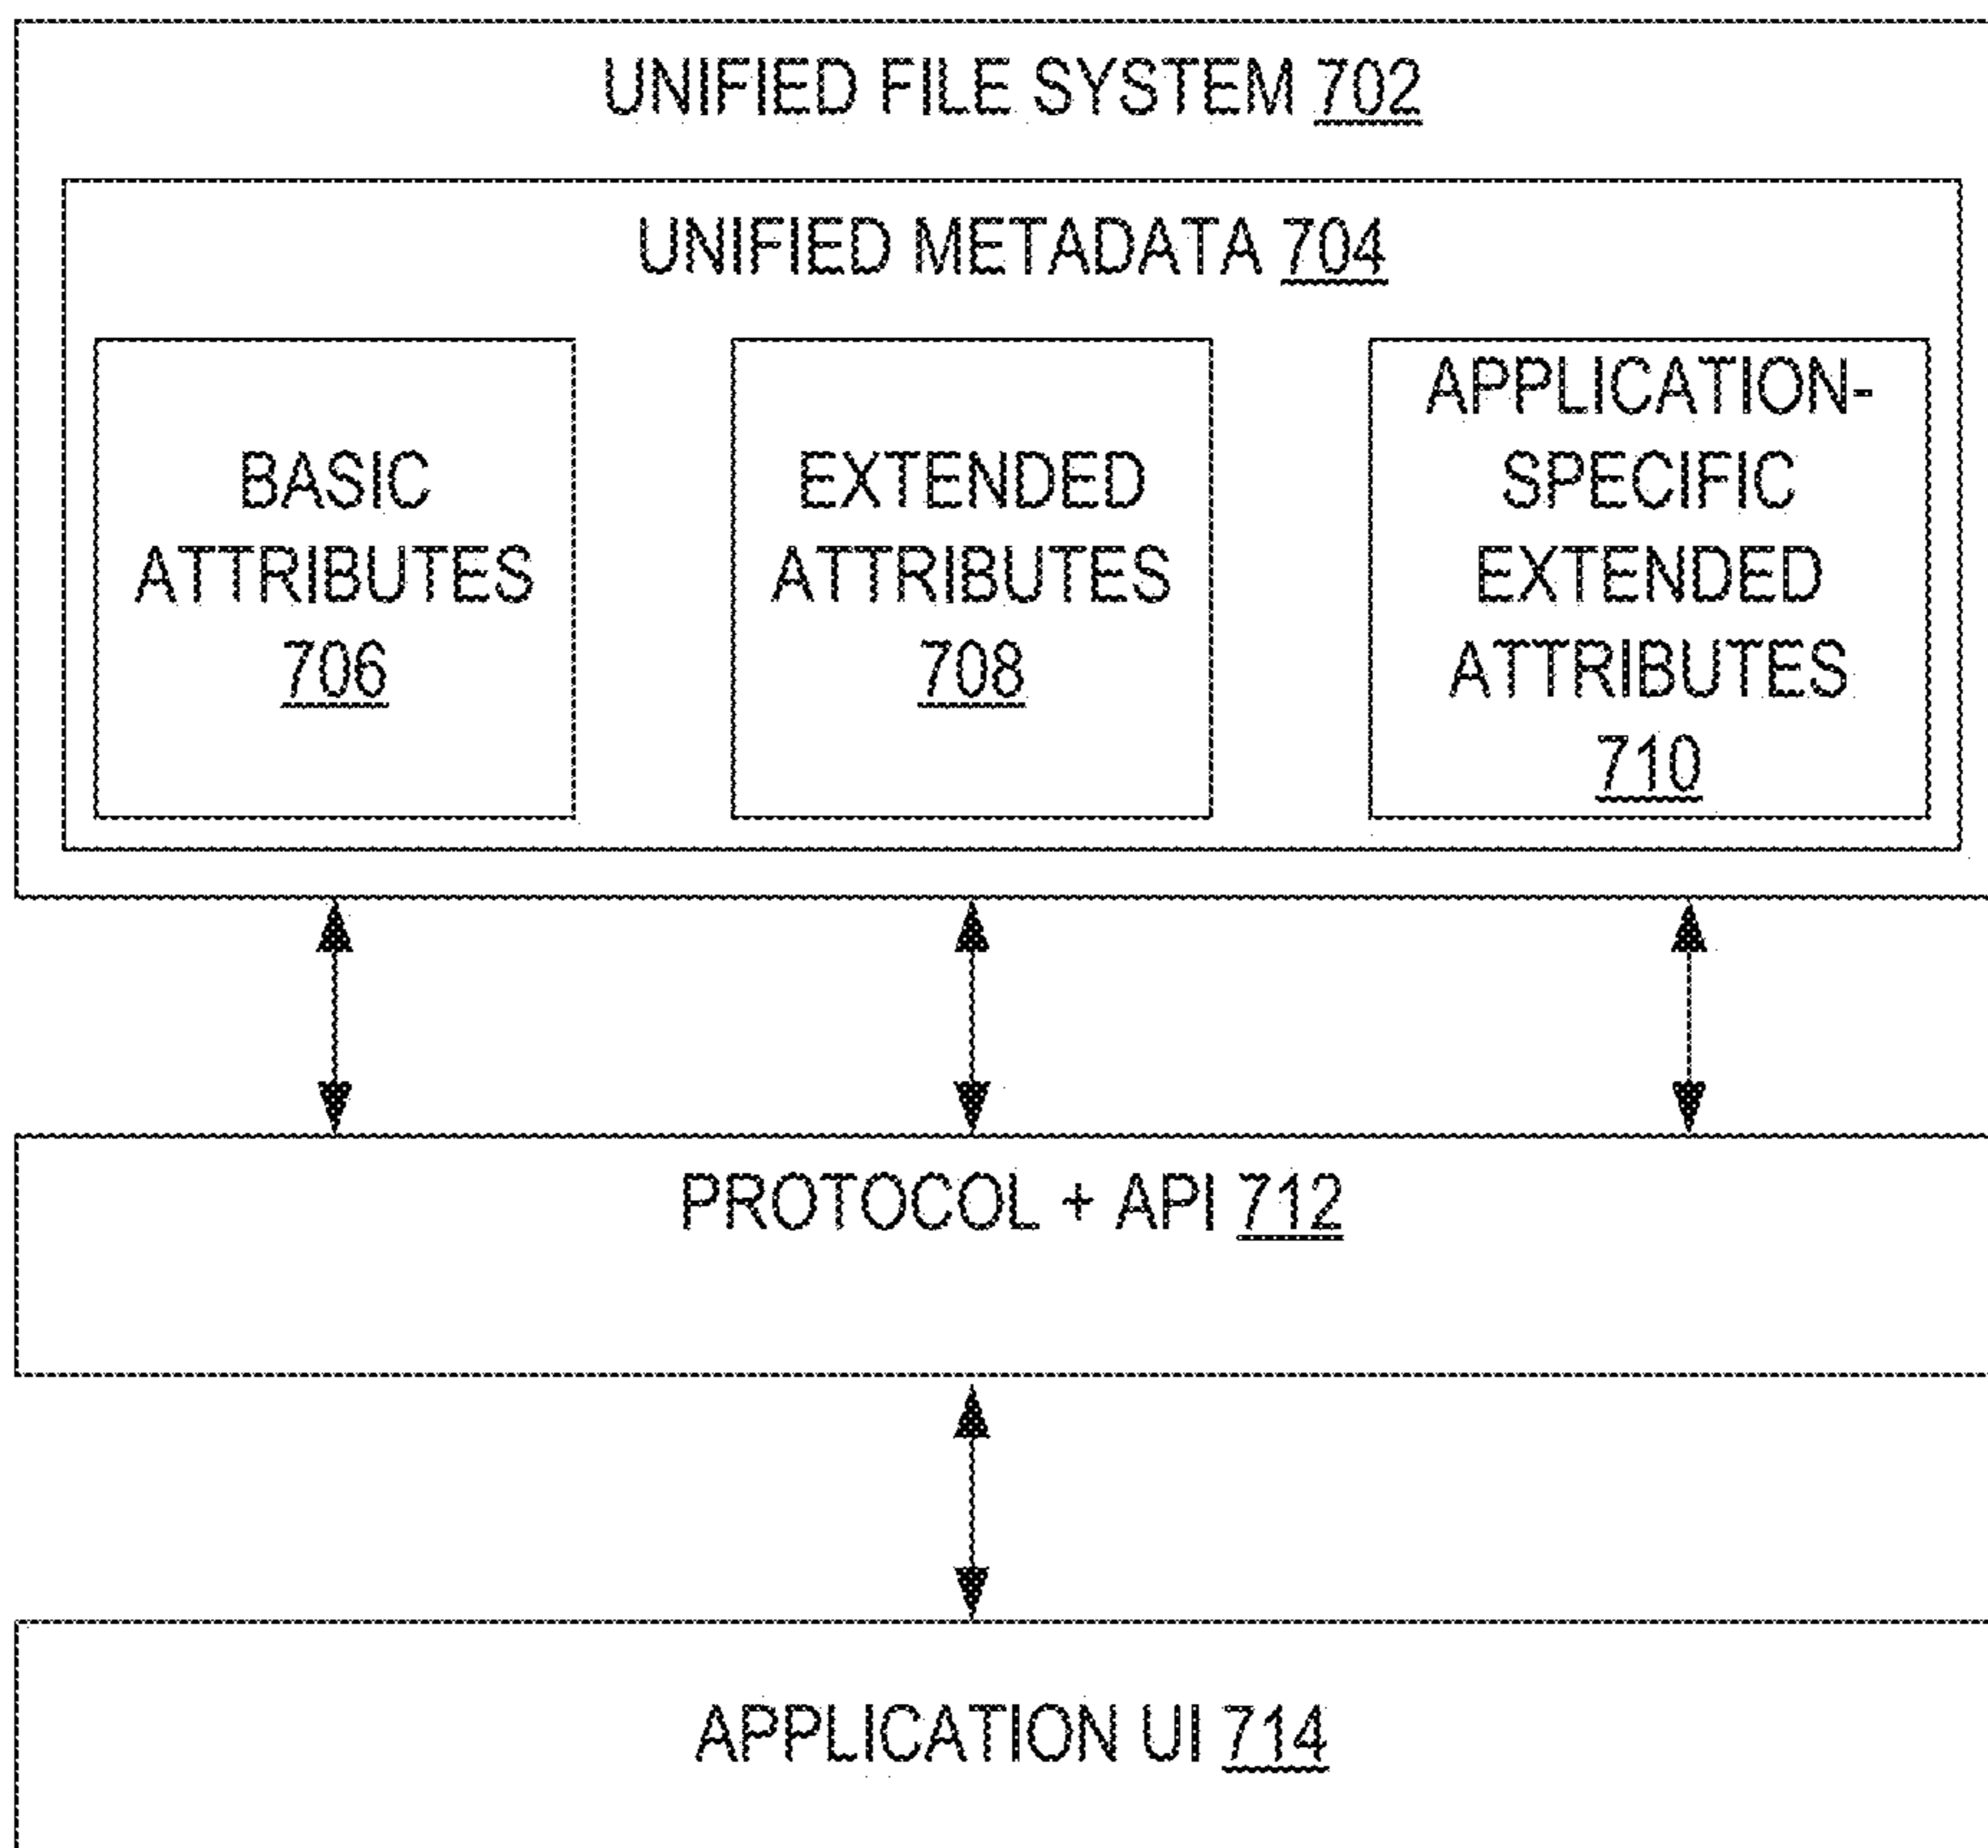 UNIFIED FILE SYSTEM 702
UNIFIED METADATA 704
BASIC
ATTRIBUTES
706
EXTENDED
ATTRIBUTES
708
APPLICATION-
SPECIFIC
EXTENDED
ATTRIBUTES
710
PROTOCOL + API 712
APPLICATION UI 714